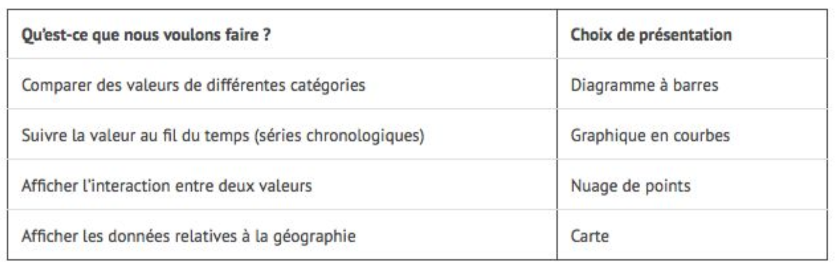 Qu'est-ce que nous voulons faire ? Choix de présentation
Comparer des valeurs de différentes catégories Diagramme à barres
Suivre la valeur au fil du temps (séries chronologiques) Graphique en courbes
Afficher l'interaction entre deux valeurs Nuage de points
Afficher les données relatives à la géographie Carte